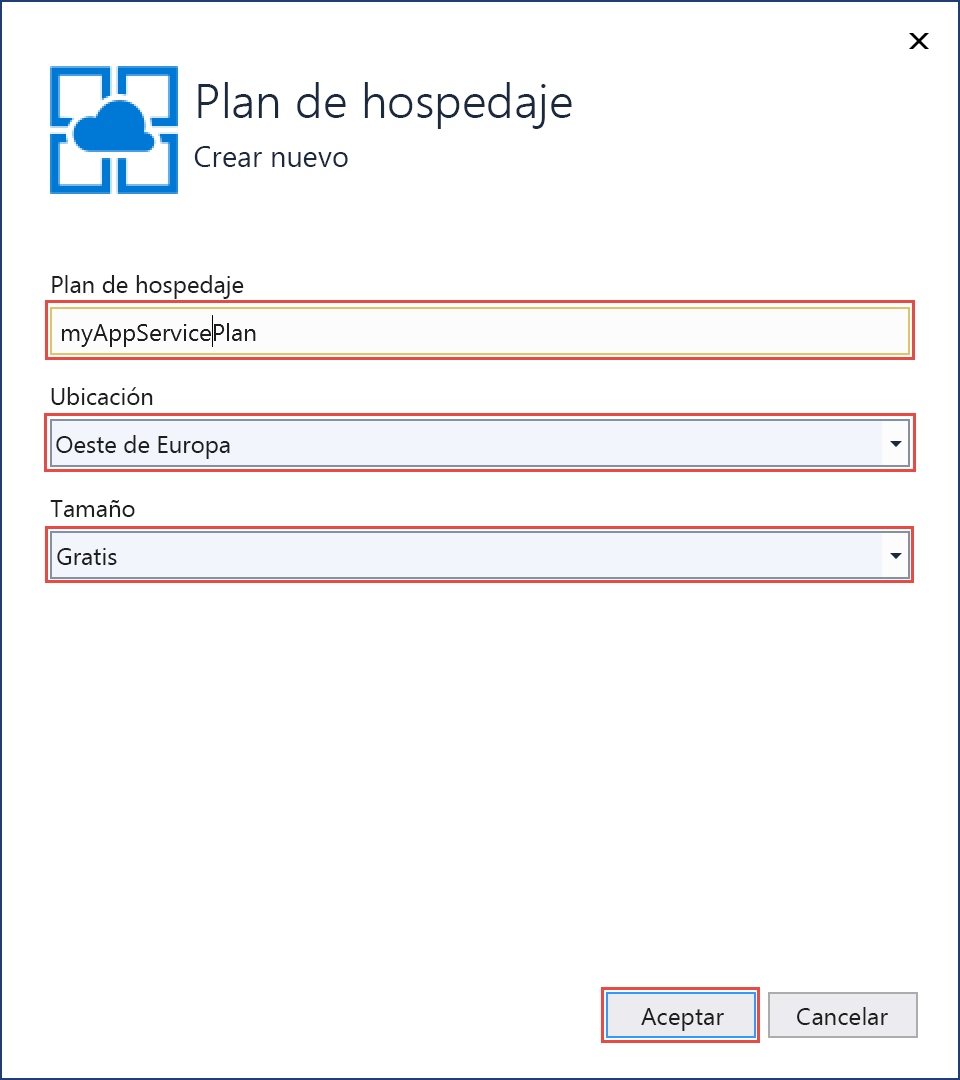 Plan de hospedaje
Crear nuevo
Plan de hospedaje
myAppServicePlan
Ubicación
Oeste de Europa
Tamaño
Gratis
Aceptar
Cancelar